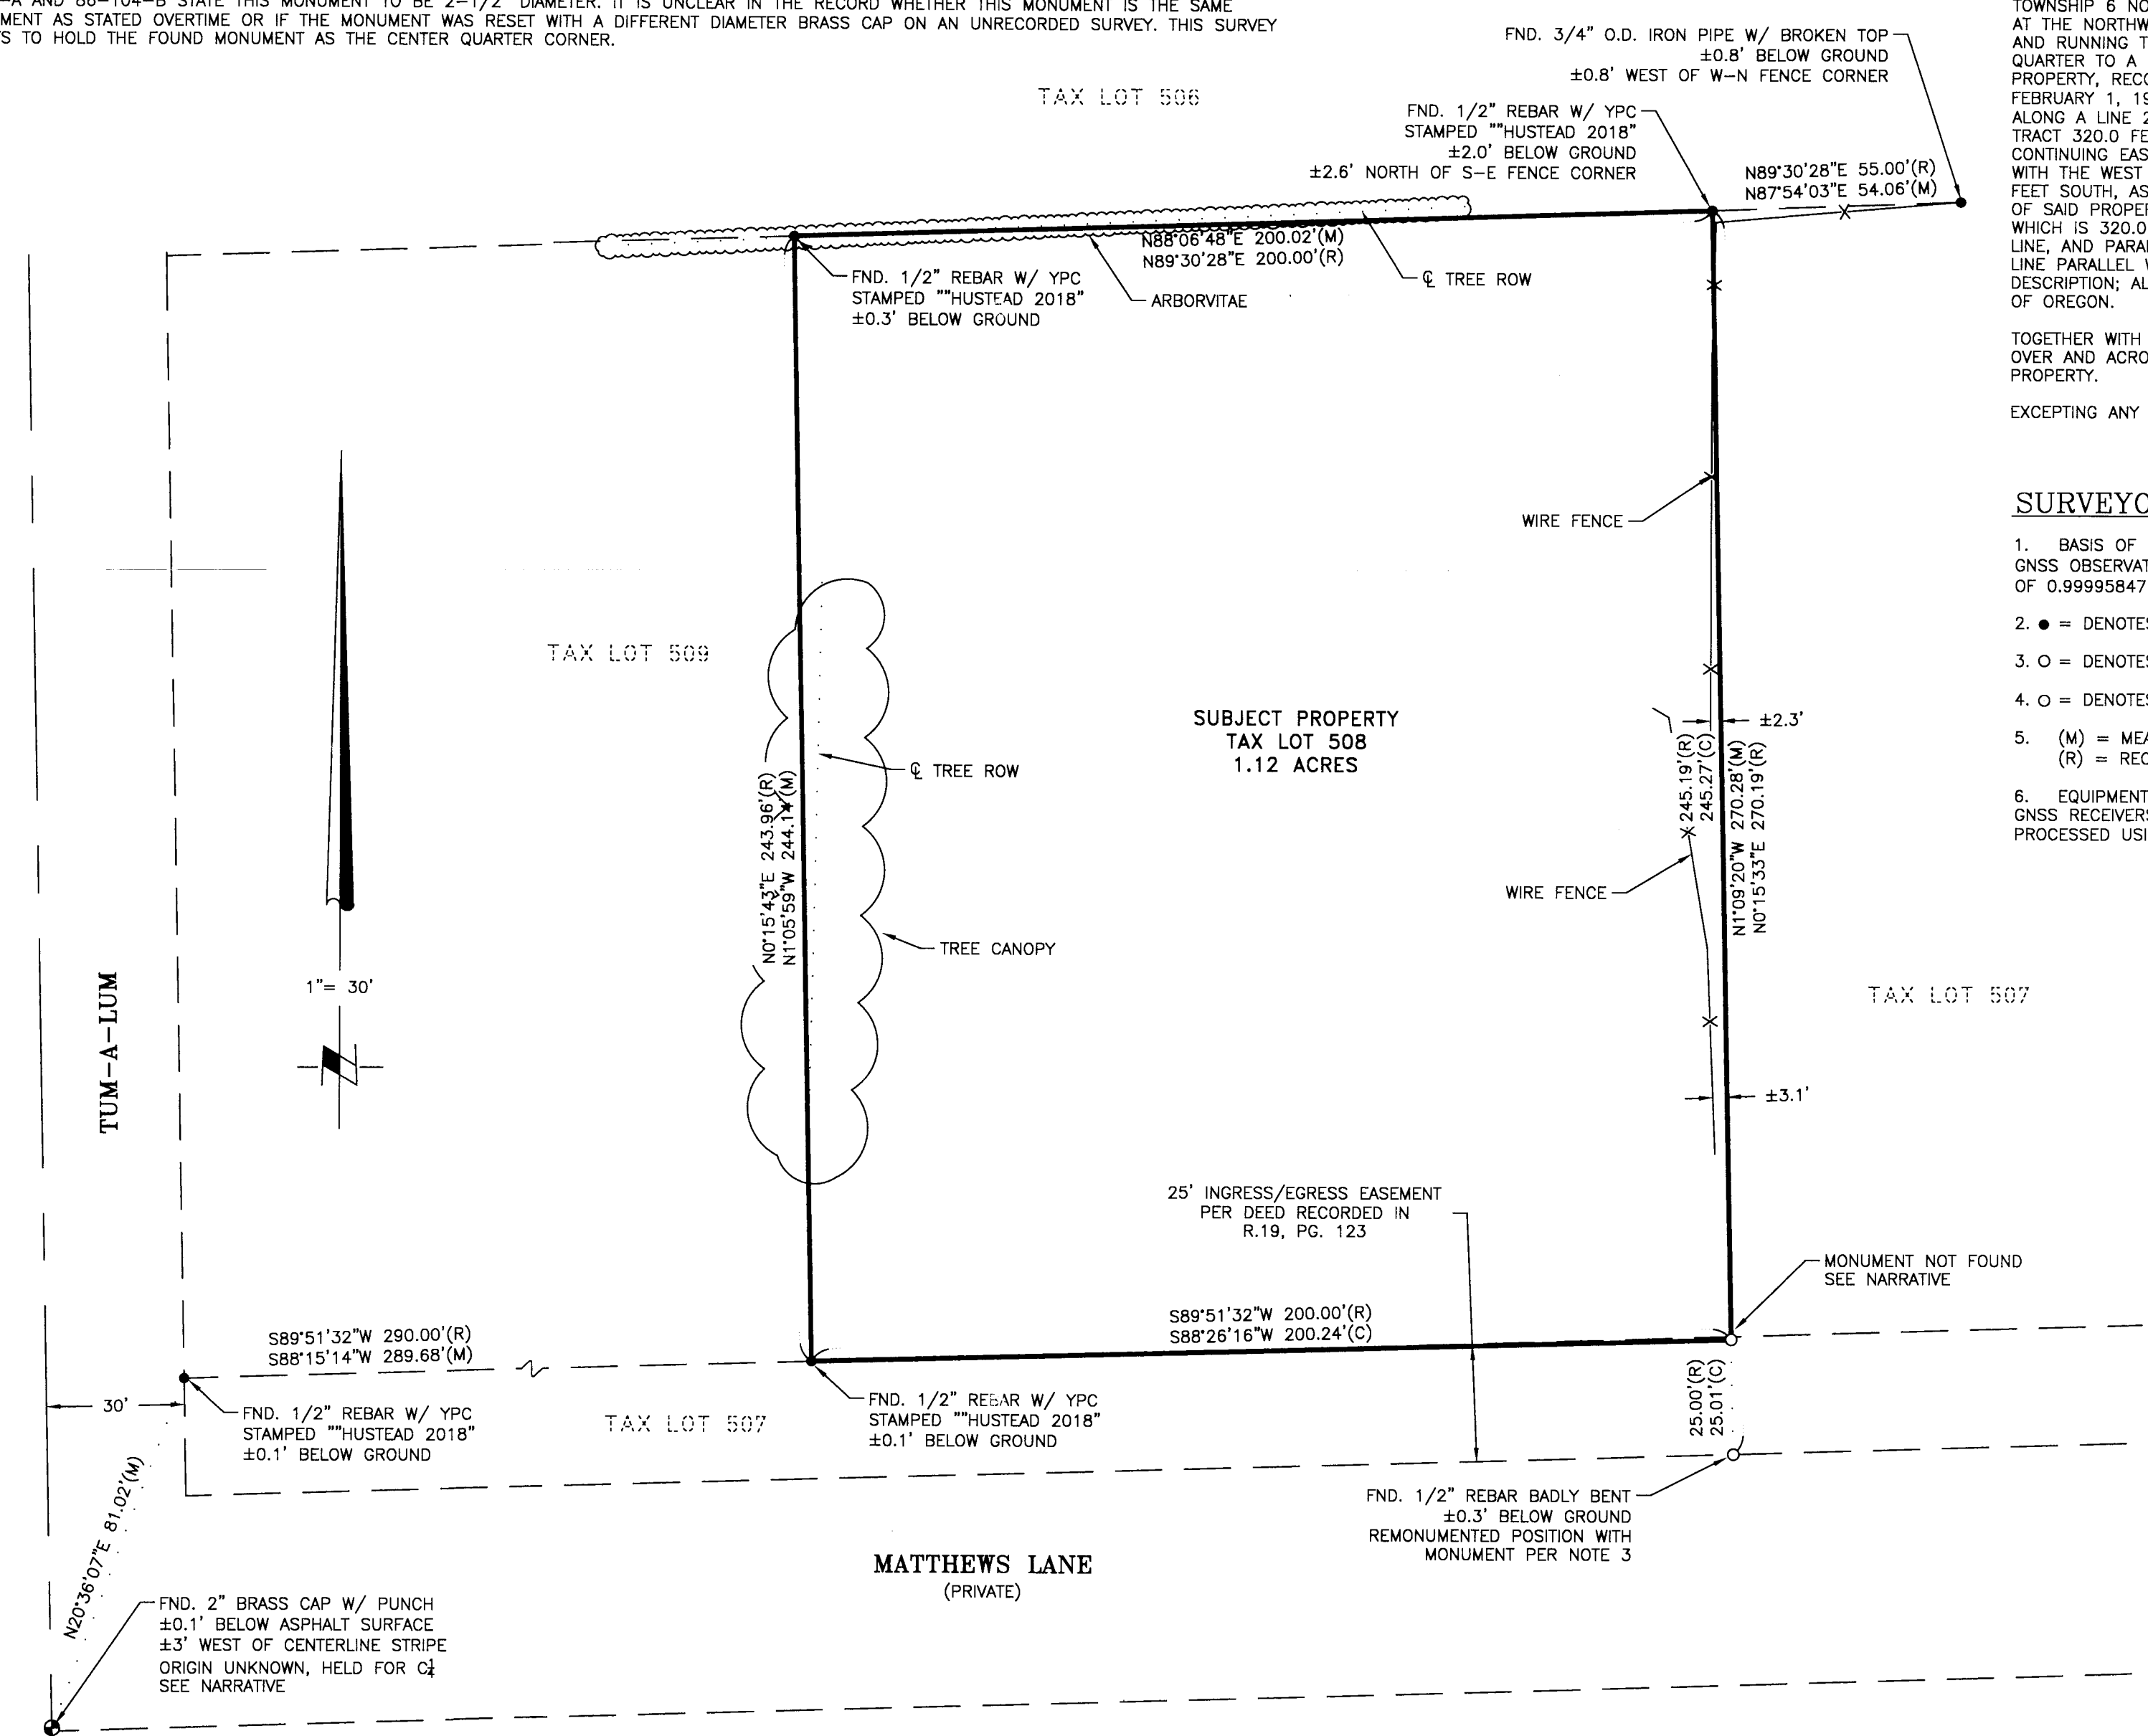 -A AND 86-104-B STATE THIS MONUMENT TO BE 2-1/2" DIAMETER. IT IS UNCLEAR IN THE RECORD WHETHER THIS MONUMENT IS THE SAME
MENT AS STATED OVERTIME OR IF THE MONUMENT WAS RESET WITH A DIFFERENT DIAMETER BRASS CAP ON AN UNRECORDED SURVEY. THIS SURVEY
S TO HOLD THE FOUND MONUMENT AS THE CENTER QUARTER CORNER.
TAX LOT 506
FND. 3/4" O.D. IRON PIPE W/ BROKEN TOP
±0.8' BELOW GROUND
±0.8' WEST OF W-N FENCE CORNER
FND. 1/2" REBAR W/ YPC
STAMPED ""HUSTEAD 2018"
±2.0' BELOW GROUND
±2.6' NORTH OF S-E FENCE CORNER
N89°30'28"E 55.00'(R)
N87°54'03"E 54.06'(M)
N88°06'48"E 200.02'(M)
N89°30'28"E 200.00'(R)
FND. 1/2" REBAR W/ YPC
STAMPED ""HUSTEAD 2018"
±0.3' BELOW GROUND
ARBORVITAE
℄ TREE ROW
WIRE FENCE
TAX LOT 509
SUBJECT PROPERTY
TAX LOT 508
1.12 ACRES
±2.3'
℄ TREE ROW
N0°15'43"E 243.96'(R)
N1°05'59"W 244.14'(M)
245.19'(R)
245.27'(C)
N1°09'20"W 270.28'(M)
N0°15'33"E 270.19'(R)
WIRE FENCE
TREE CANOPY
1"= 30'
TUM-A-LUM
TAX LOT 507
±3.1'
25' INGRESS/EGRESS EASEMENT
PER DEED RECORDED IN
R.19, PG. 123
MONUMENT NOT FOUND
SEE NARRATIVE
S89°51'32"W 200.00'(R)
S88°26'16"W 200.24'(C)
S89°51'32"W 290.00'(R)
S88°15'14"W 289.68'(M)
30'
FND. 1/2" REBAR W/ YPC
STAMPED ""HUSTEAD 2018"
±0.1' BELOW GROUND
TAX LOT 507
FND. 1/2" REBAR W/ YPC
STAMPED ""HUSTEAD 2018"
±0.1' BELOW GROUND
25.00'(R)
25.01'(C)
FND. 1/2" REBAR BADLY BENT
±0.3' BELOW GROUND
REMONUMENTED POSITION WITH
MONUMENT PER NOTE 3
N20°36'07"E 81.02'(M)
MATTHEWS LANE
(PRIVATE)
FND. 2" BRASS CAP W/ PUNCH
±0.1' BELOW ASPHALT SURFACE
±3' WEST OF CENTERLINE STRIPE
ORIGIN UNKNOWN, HELD FOR C¼
SEE NARRATIVE
TOWNSHIP 6 NO
AT THE NORTHW
AND RUNNING T
QUARTER TO A
PROPERTY, RECO
FEBRUARY 1, 19
ALONG A LINE 2
TRACT 320.0 FE
CONTINUING EAS
WITH THE WEST
FEET SOUTH, AS
OF SAID PROPER
WHICH IS 320.0
LINE, AND PARAL
LINE PARALLEL W
DESCRIPTION; AL
OF OREGON.
TOGETHER WITH
OVER AND ACRO
PROPERTY.
EXCEPTING ANY
SURVEYO
1. BASIS OF
GNSS OBSERVAT
OF 0.99995847
2. ● = DENOTES
3. ○ = DENOTES
4. ○ = DENOTES
5. (M) = MEA
(R) = REC
6. EQUIPMENT
GNSS RECEIVERS
PROCESSED USI